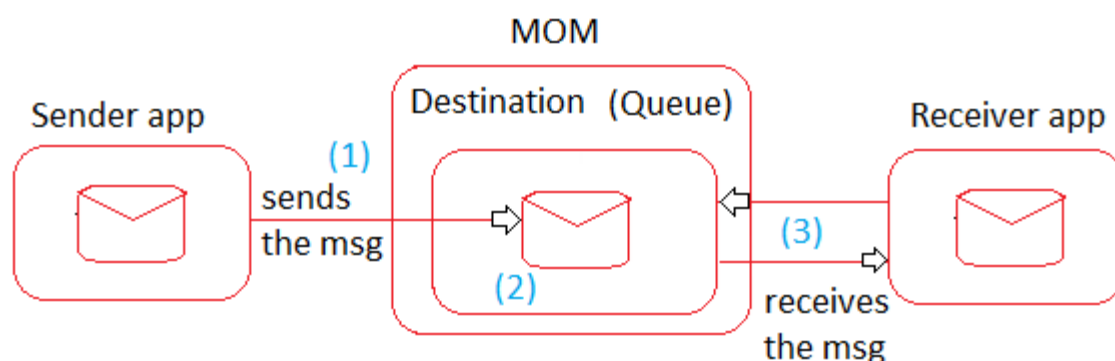 MOM
Sender app
Destination (Queue)
Receiver app
(1)
sends
the msg
(2)
(3)
receives
the msg